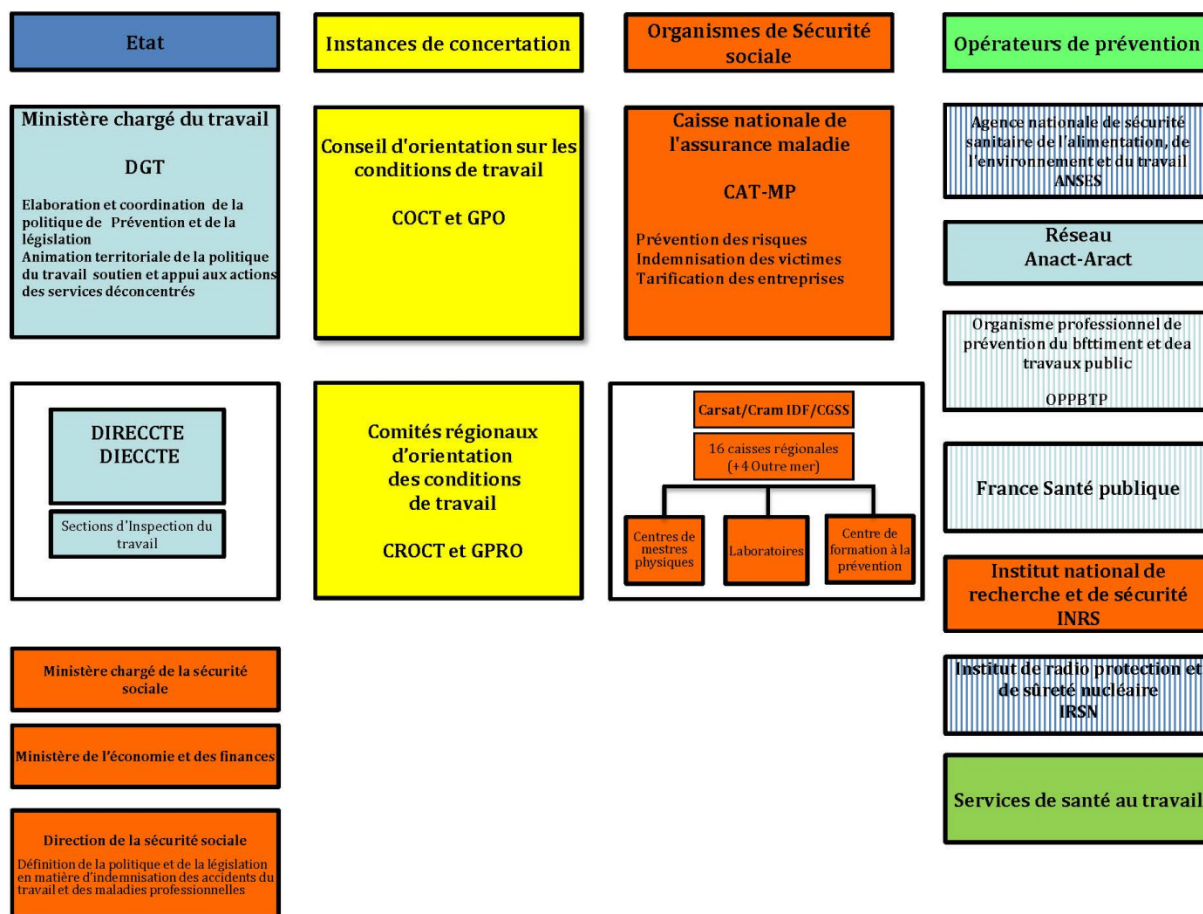 Etat
Instances de concertation
Organismes de Sécurité
sociale
Opérateurs de prévention
Ministère chargé du travail
DGT
Elaboration et coordination de la
politique de Prévention et de la
législation
Animation territoriale de la politique
du travail soutien et appui aux actions
des services déconcentrés
Conseil d'orientation sur les
conditions de travail
COCT et GPO
Caisse nationale de
l'assurance maladie
CAT-MP
Prévention des risques
Indemnisation des victimes
Tarification des entreprises
Agence nationale de sécurité
sanitaire de l'alimentation, de
l'environnement et du travail
ANSES
Réseau
Anact-Aract
Organisme professionnel de
prévention du bfttiment et dea
travaux public
OPPBTP
DIRECCTE
DIECCTE
Sections d'Inspection du
travail
Comités régionaux
d'orientation
des conditions
de travail
CROCT et GPRO
Carsat/Cram IDF/CGSS
16 caisses régionales
(+4 Outre mer)
Centres de
mestres
physiques
Laboratoires
Centre de
formation à la
prévention
France Santé publique
Institut national de
recherche et de sécurité
INRS
Ministère chargé de la sécurité
sociale
Institut de radio protection et
de sûreté nucléaire
IRSN
Ministère de l'économie et des finances
Services de santé au travail
Direction de la sécurité sociale
Définition de la politique et de la législation
en matière d'indemnisation des accidents du
travail et des maladies professionnelles